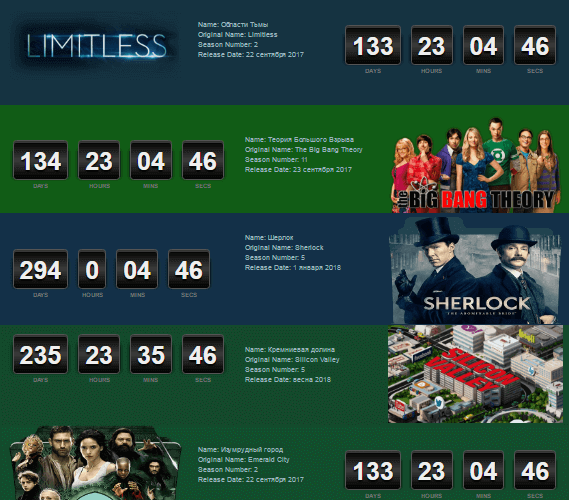 LIMITLESS
Name: Области Тьмы
Original Name: Limitless
Season Number: 2
Release Date: 22 сентября 2017
133 23 04 46
DAYS HOURS MINS SECS
134 23 04 46
DAYS HOURS MINS SECS
Name: Теория Большого Взрыва
Original Name: The Big Bang Theory
Season Number: 11
Release Date: 23 сентября 2017
the BIG BANG THEORY
294 0 04 46
DAYS HOURS MINS SECS
Name: Шерлок
Original Name: Sherlock
Season Number: 5
Release Date: 1 января 2018
SHERLOCK
THE ABOMINABLE BRIDE
235 23 35 46
DAYS HOURS MINS SECS
Name: Кремниевая долина
Original Name: Silicon Valley
Season Number: 5
Release Date: весна 2018
SILICON
VALLEY
Name: Изумрудный город
Original Name: Emerald City
Season Number: 2
Release Date: 22 сентября 2017
133 23 04 46
DAYS HOURS MINS SECS